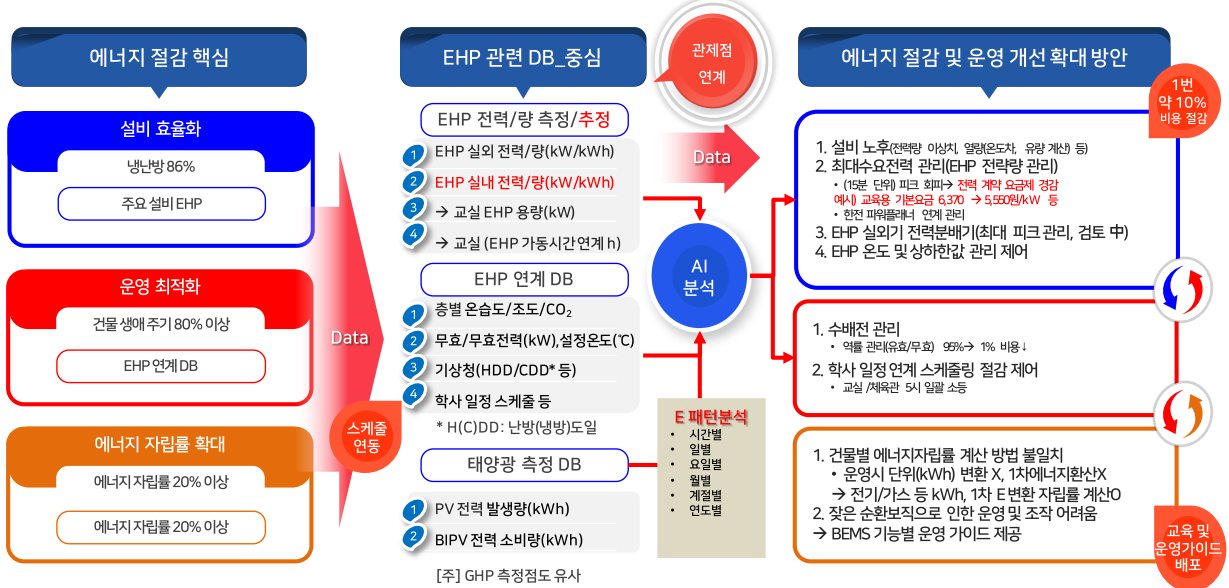 에너지 절감 핵심
설비 효율화
냉난방 86%
주요 설비 EHP
운영 최적화
건물 생애 주기 80% 이상
EHP 연계 DB
에너지 자립률 확대
에너지 자립률 20% 이상
에너지 자립률 20% 이상
Data
스케줄
연동
EHP 관련 DB_중심
관제점
연계
EHP 전력/량 측정/추정
1 EHP 실외 전력/량(kW/kWh)
2 EHP 실내 전력/량(kW/kWh)
3 → 교실 EHP 용량(kW)
4 → 교실 (EHP 가동시간 연계 h)
EHP 연계 DB
1 층별 온습도/조도/CO₂
2 무효/무효전력(kW),설정온도(℃)
3 기상청(HDD/CDD* 등)
4 학사 일정 스케줄 등
* H(C)DD: 난방(냉방)도일
태양광 측정 DB
1 PV 전력 발생량(kWh)
2 BIPV 전력 소비량(kWh)
[주] GHP 측정점도 유사
Data
AI
분석
E 패턴분석
• 시간별
• 일별
• 요일별
• 월별
• 계절별
• 연도별
에너지 절감 및 운영 개선 확대 방안
1번
약 10%
비용 절감
1. 설비 노후(전력량 이상치, 열량(온도차, 유량 계산) 등)
2. 최대수요전력 관리(EHP 전략량 관리)
• (15분 단위) 피크 회피→ 전력 계약 요금제 경감
예시) 교육용 기본요금 6,370 → 5,550원/kW 등
• 한전 파워플래너 연계 관리
3. EHP 실외기 전력분배기(최대 피크 관리, 검토 中)
4. EHP 온도 및 상하한값 관리 제어
1. 수배전 관리
• 역률 관리(유효/무효) 95%→ 1% 비용↓
2. 학사 일정 연계 스케줄링 절감 제어
• 교실 /체육관 5시 일괄 소등
1. 건물별 에너지자립률 계산 방법 불일치
• 운영시 단위(kWh) 변환 X, 1차에너지환산X
→ 전기/가스 등 kWh, 1차 E 변환 자립률 계산O
2. 잦은 순환보직으로 인한 운영 및 조작 어려움
→ BEMS 기능별 운영 가이드 제공
교육 및
운영가이드
배포